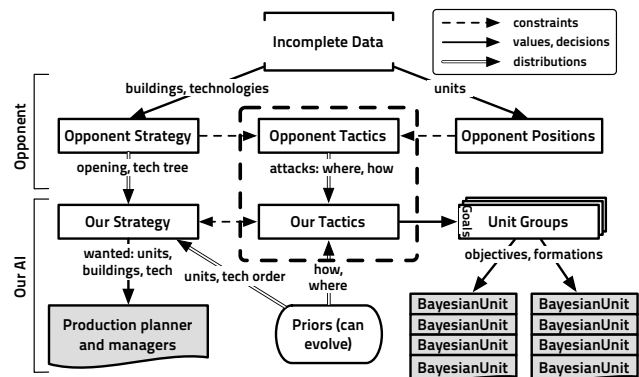 Incomplete Data
constraints
values, decisions
distributions
buildings, technologies
units
Opponent
Opponent Strategy
Opponent Tactics
Opponent Positions
opening, tech tree
attacks: where, how
Our AI
Our Strategy
Our Tactics
Goals
Unit Groups
wanted: units,
buildings, tech
units, tech order
how,
where
objectives, formations
Production planner
and managers
Priors (can
evolve)
BayesianUnit
BayesianUnit
BayesianUnit
BayesianUnit
BayesianUnit
BayesianUnit
BayesianUnit
BayesianUnit